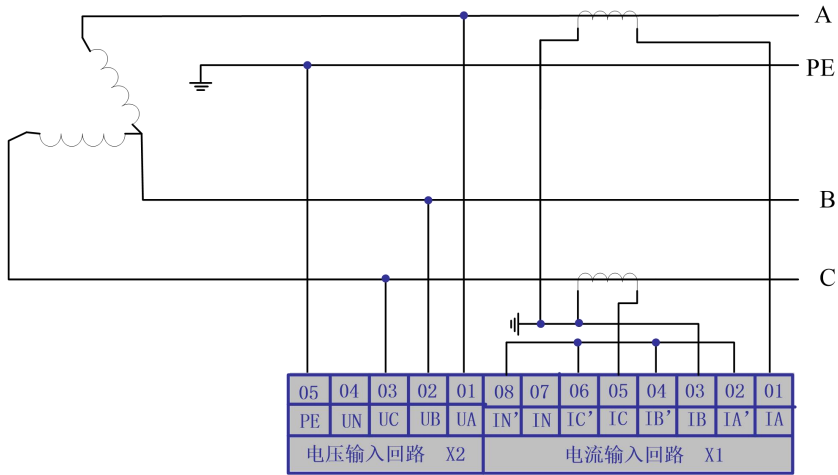 A
PE
B
C
05 04 03 02 01 08 07 06 05 04 03 02 01
PE UN UC UB UA IN' IN IC' IC IB' IB IA' IA
电压输入回路 X2 电流输入回路 X1